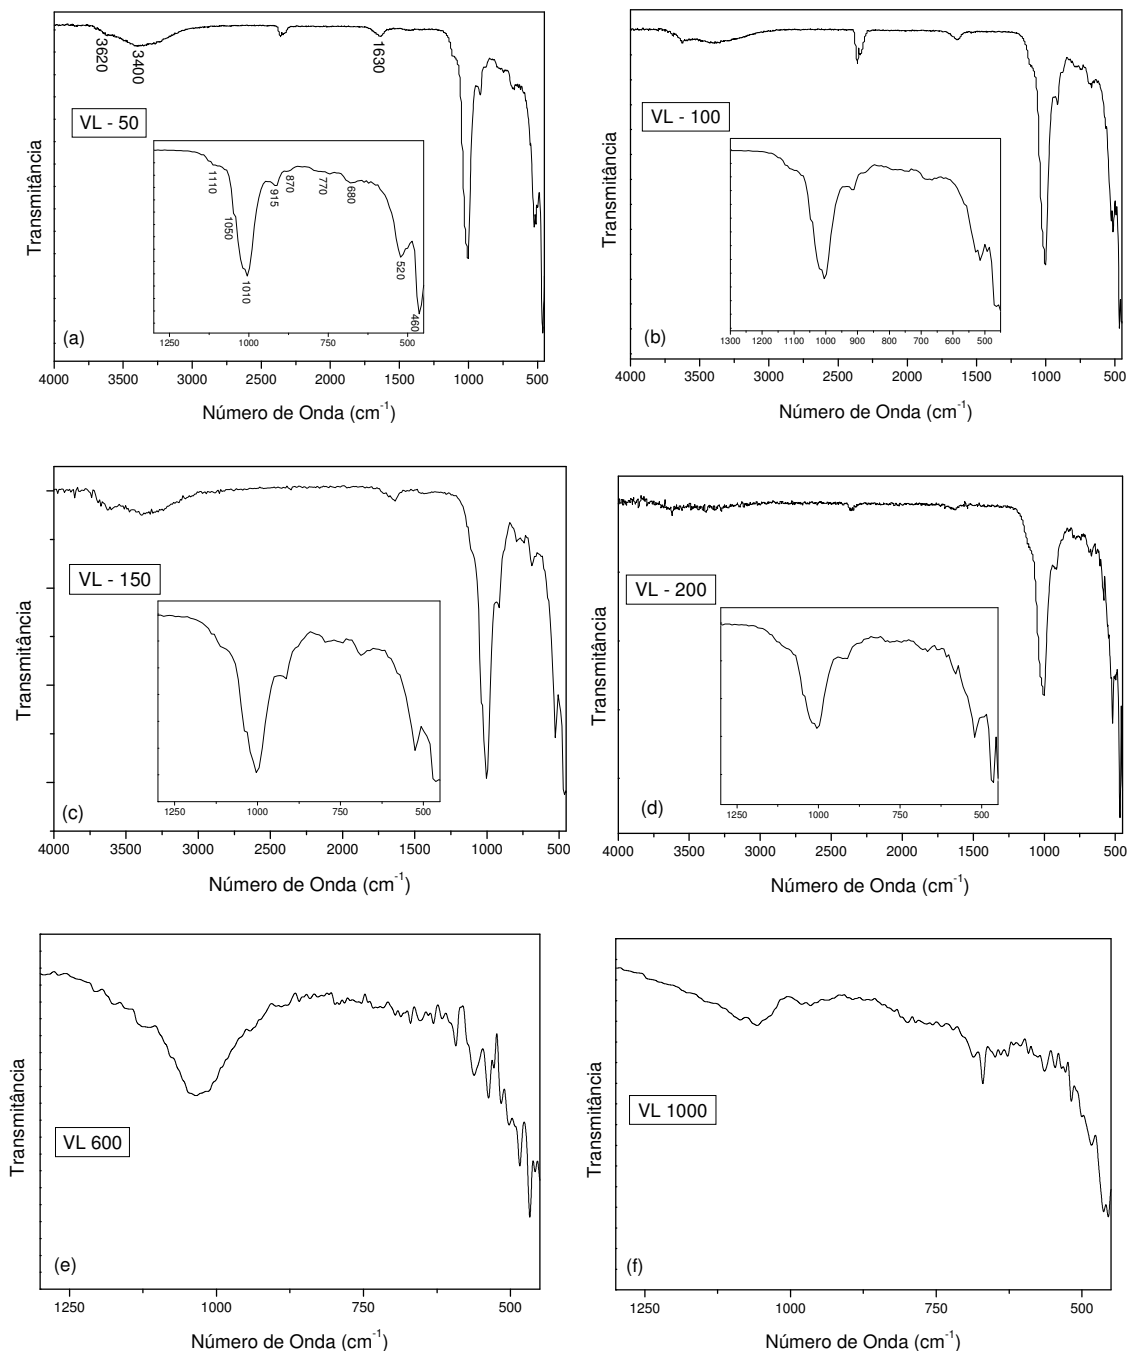 3620
3400
1630
VL - 50
1110
1050
1010
915
870
770
680
520
460
1250 1000 750 500
Transmitância
(a)
4000 3500 3000 2500 2000 1500 1000 500
Número de Onda (cm-1)
VL - 100
1300 1200 1100 1000 900 800 700 600 500
Transmitância
(b)
4000 3500 3000 2500 2000 1500 1000 500
Número de Onda (cm-1)
VL - 150
1250 1000 750 500
Transmitância
(c)
4000 3500 3000 2500 2000 1500 1000 500
Número de Onda (cm-1)
VL - 200
1250 1000 750 500
Transmitância
(d)
4000 3500 3000 2500 2000 1500 1000 500
Número de Onda (cm-1)
VL 600
Transmitância
(e)
1250 1000 750 500
Número de Onda (cm-1)
VL 1000
Transmitância
(f)
1250 1000 750 500
Número de Onda (cm-1)